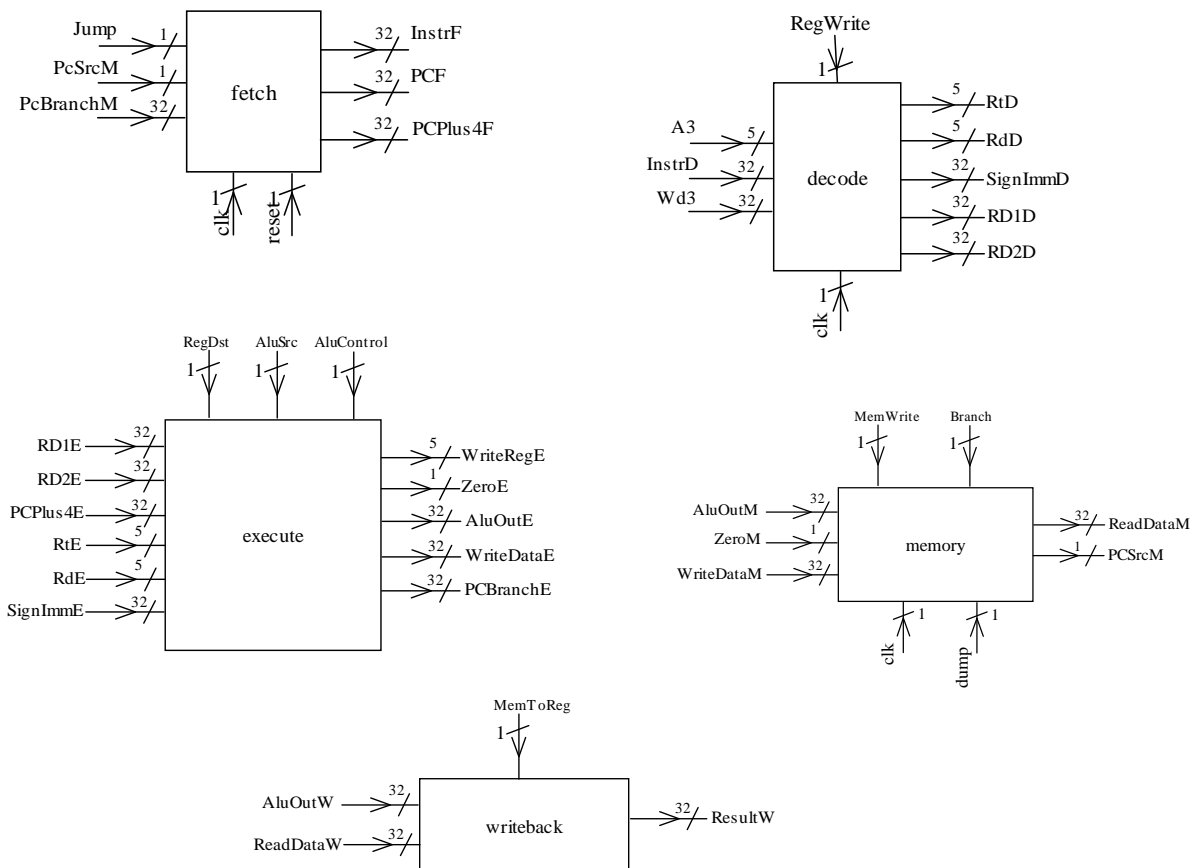 Jump
1
PcSrcM
1
PcBranchM
32
fetch
32
InstrF
32
PCF
32
PCPlus4F
1
clk
1
reset
RegWrite
1
A3
5
InstrD
32
Wd3
32
decode
5
RtD
5
RdD
32
SignImmD
32
RD1D
32
RD2D
1
clk
RegDst
AluSrc
AluControl
1
1
1
RD1E
32
RD2E
32
PCPlus4E
32
RtE
5
RdE
5
SignImmE
32
execute
5
WriteRegE
1
ZeroE
32
AluOutE
32
WriteDataE
32
PCBranchE
MemWrite
Branch
1
1
AluOutM
32
ZeroM
1
WriteDataM
32
memory
32
ReadDataM
1
PCSrcM
1
clk
1
dump
MemToReg
1
AluOutW
32
ReadDataW
32
writeback
32
ResultW